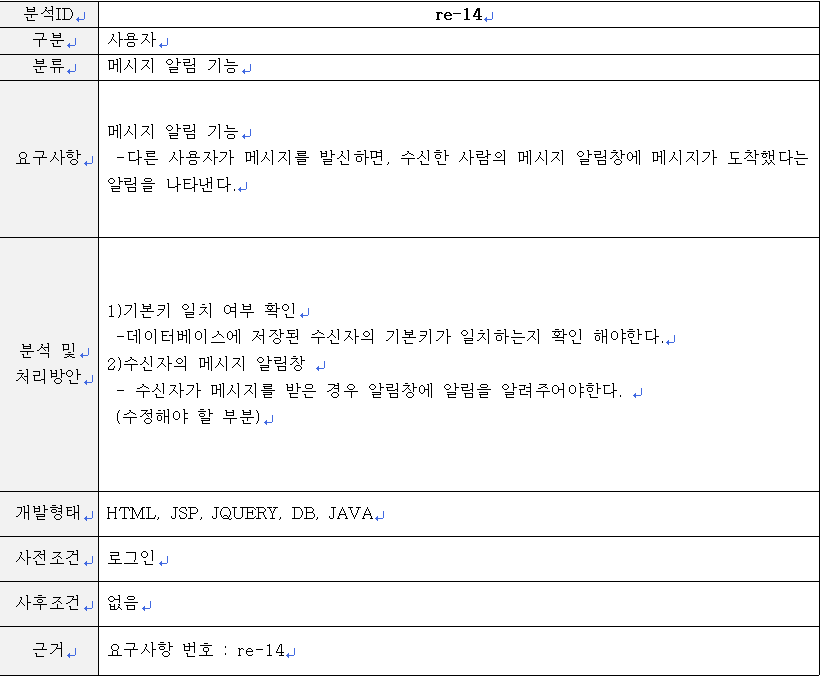 분석ID re-14
구분 사용자
분류 메시지 알림 기능
요구사항
메시지 알림 기능
-다른 사용자가 메시지를 발신하면, 수신한 사람의 메시지 알림창에 메시지가 도착했다는
알림을 나타낸다.
분석 및
처리방안
1)기본키 일치 여부 확인
-데이터베이스에 저장된 수신자의 기본키가 일치하는지 확인 해야한다.
2)수신자의 메시지 알림창
- 수신자가 메시지를 받은 경우 알림창에 알림을 알려주어야한다.
(수정해야 할 부분)
개발형태 HTML, JSP, JQUERY, DB, JAVA
사전조건 로그인
사후조건 없음
근거 요구사항 번호 : re-14